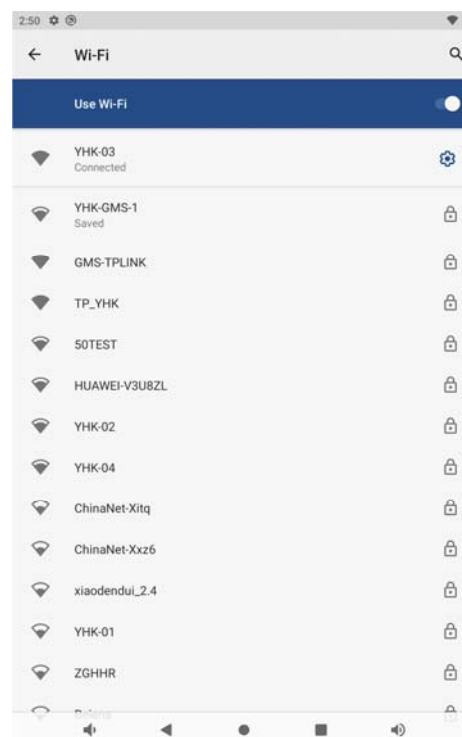 2:50
Wi-Fi
Use Wi-Fi
YHK-03
Connected
YHK-GMS-1
Saved
GMS-TPLINK
TP_YHK
50TEST
HUAWEI-V3U8ZL
YHK-02
YHK-04
ChinaNet-Xitq
ChinaNet-Xxz6
xiaodendui_2.4
YHK-01
ZGHHR